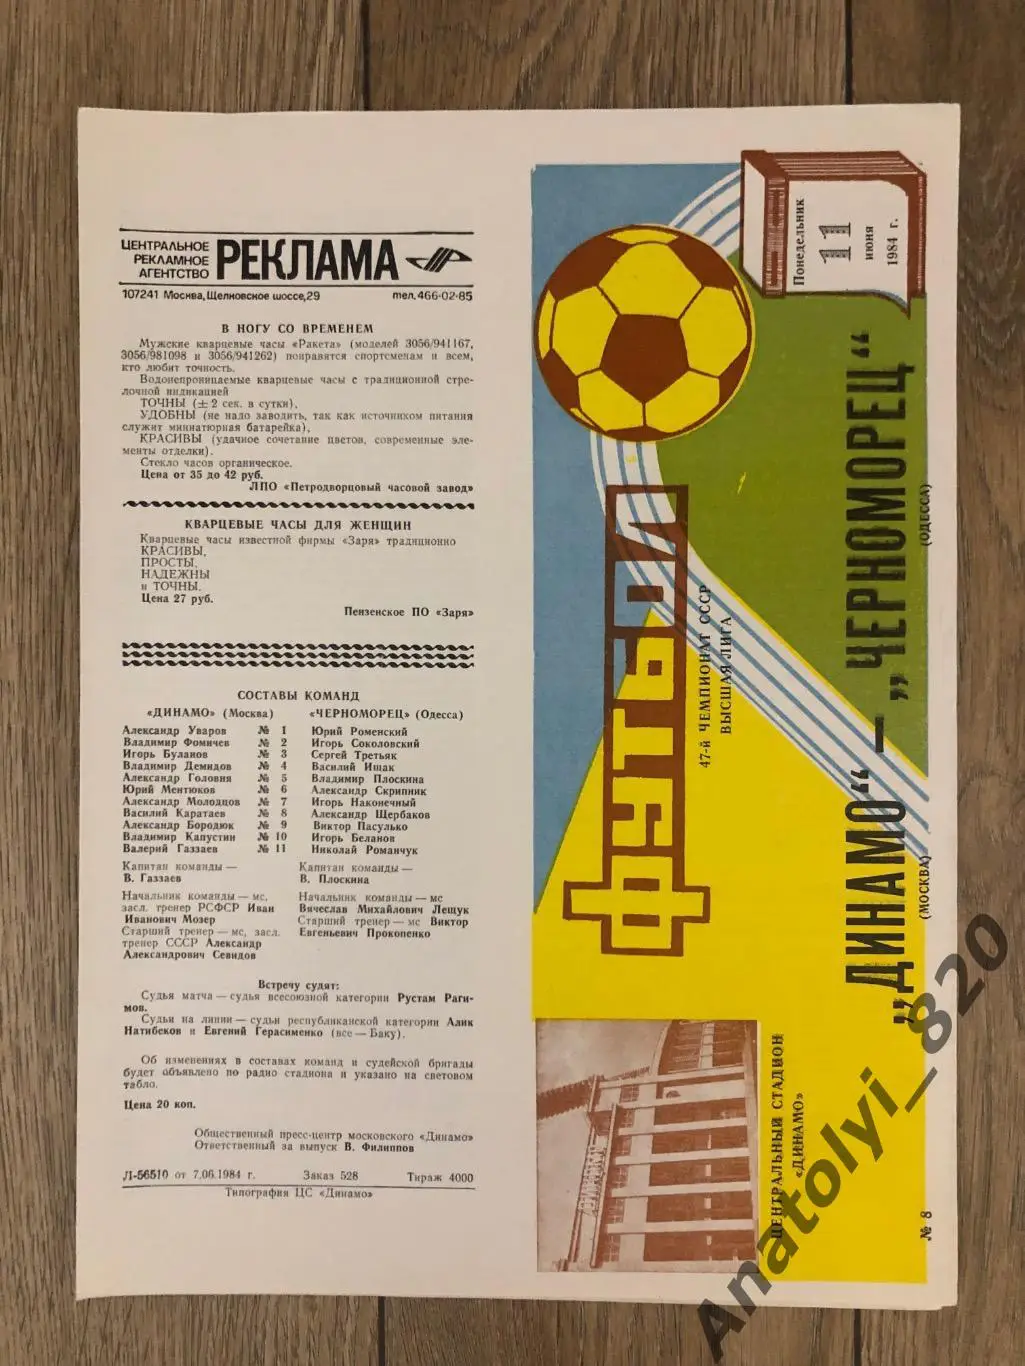 ЦЕНТРАЛЬНОЕ
РЕКЛАМНОЕ
АГЕНТСТВО
РЕКЛАМА
107241 Москва, Щелковское шоссе, 29 тел. 466-02-85
В НОГУ СО ВРЕМЕНЕМ
Мужские кварцевые часы «Ракета» (моделей 3056/941167,
3056/981098 и 3056/941262) понравятся спортсменам и всем,
кто любит точность.
Водонепроницаемые кварцевые часы с традиционной стре-
лочной индикацией
ТОЧНЫ (± 2 сек. в сутки),
УДОБНЫ (не надо заводить, так как источником питания
служит миниатюрная батарейка),
КРАСИВЫ (удачное сочетание цветов, современные эле-
менты отделки).
Стекло часов органическое.
Цена от 35 до 42 руб.
ЛПО «Петродворцовый часовой завод»
КВАРЦЕВЫЕ ЧАСЫ ДЛЯ ЖЕНЩИН
Кварцевые часы известной фирмы «Заря» традиционно
КРАСИВЫ,
ПРОСТЫ,
НАДЕЖНЫ
и ТОЧНЫ.
Цена 27 руб.
Пензенское ПО «Заря»
СОСТАВЫ КОМАНД
«ДИНАМО» (Москва) «ЧЕРНОМОРЕЦ» (Одесса)
Александр Уваров № 1 Юрий Роменский
Владимир Фомичев № 2 Игорь Соколовский
Игорь Буланов № 3 Сергей Третьяк
Владимир Демидов № 4 Василий Ищак
Александр Головня № 5 Владимир Плоскина
Юрий Ментюков № 6 Александр Скрипник
Александр Молодцов № 7 Игорь Наконечный
Василий Каратаев № 8 Александр Щербаков
Александр Бородюк № 9 Виктор Пасулько
Владимир Капустин № 10 Игорь Беланов
Валерий Газзаев № 11 Николай Романчук
Капитан команды —
В. Газзаев
Капитан команды —
В. Плоскина
Начальник команды — мс,
засл. тренер РСФСР Иван
Иванович Мозер
Старший тренер — мс, засл.
тренер СССР Александр
Александрович Севидов
Начальник команды — мс
Вячеслав Михайлович Лещук
Старший тренер — мс Виктор
Евгеньевич Прокопенко
Встречу судят:
Судья матча — судья всесоюзной категории Рустам Раги-
мов.
Судьи на линии — судьи республиканской категории Алик
Натибеков и Евгений Герасименко (все — Баку).
Об изменениях в составах команд и судейской бригады
будет объявлено по радио стадиона и указано на световом
табло.
Цена 20 коп.
Общественный пресс-центр московского «Динамо»
Ответственный за выпуск В. Филиппов
Л-56510 от 7.06.1984 г. Заказ 528 Тираж 4000
Типография ЦС «Динамо»
Понедельник
11
июня
1984 г.
ФУТБОЛ
47-й ЧЕМПИОНАТ СССР
ВЫСШАЯ ЛИГА
„ДИНАМО“ — „ЧЕРНОМОРЕЦ“
(МОСКВА) (ОДЕССА)
ЦЕНТРАЛЬНЫЙ СТАДИОН
«ДИНАМО»
№ 8
Anatolyi_820